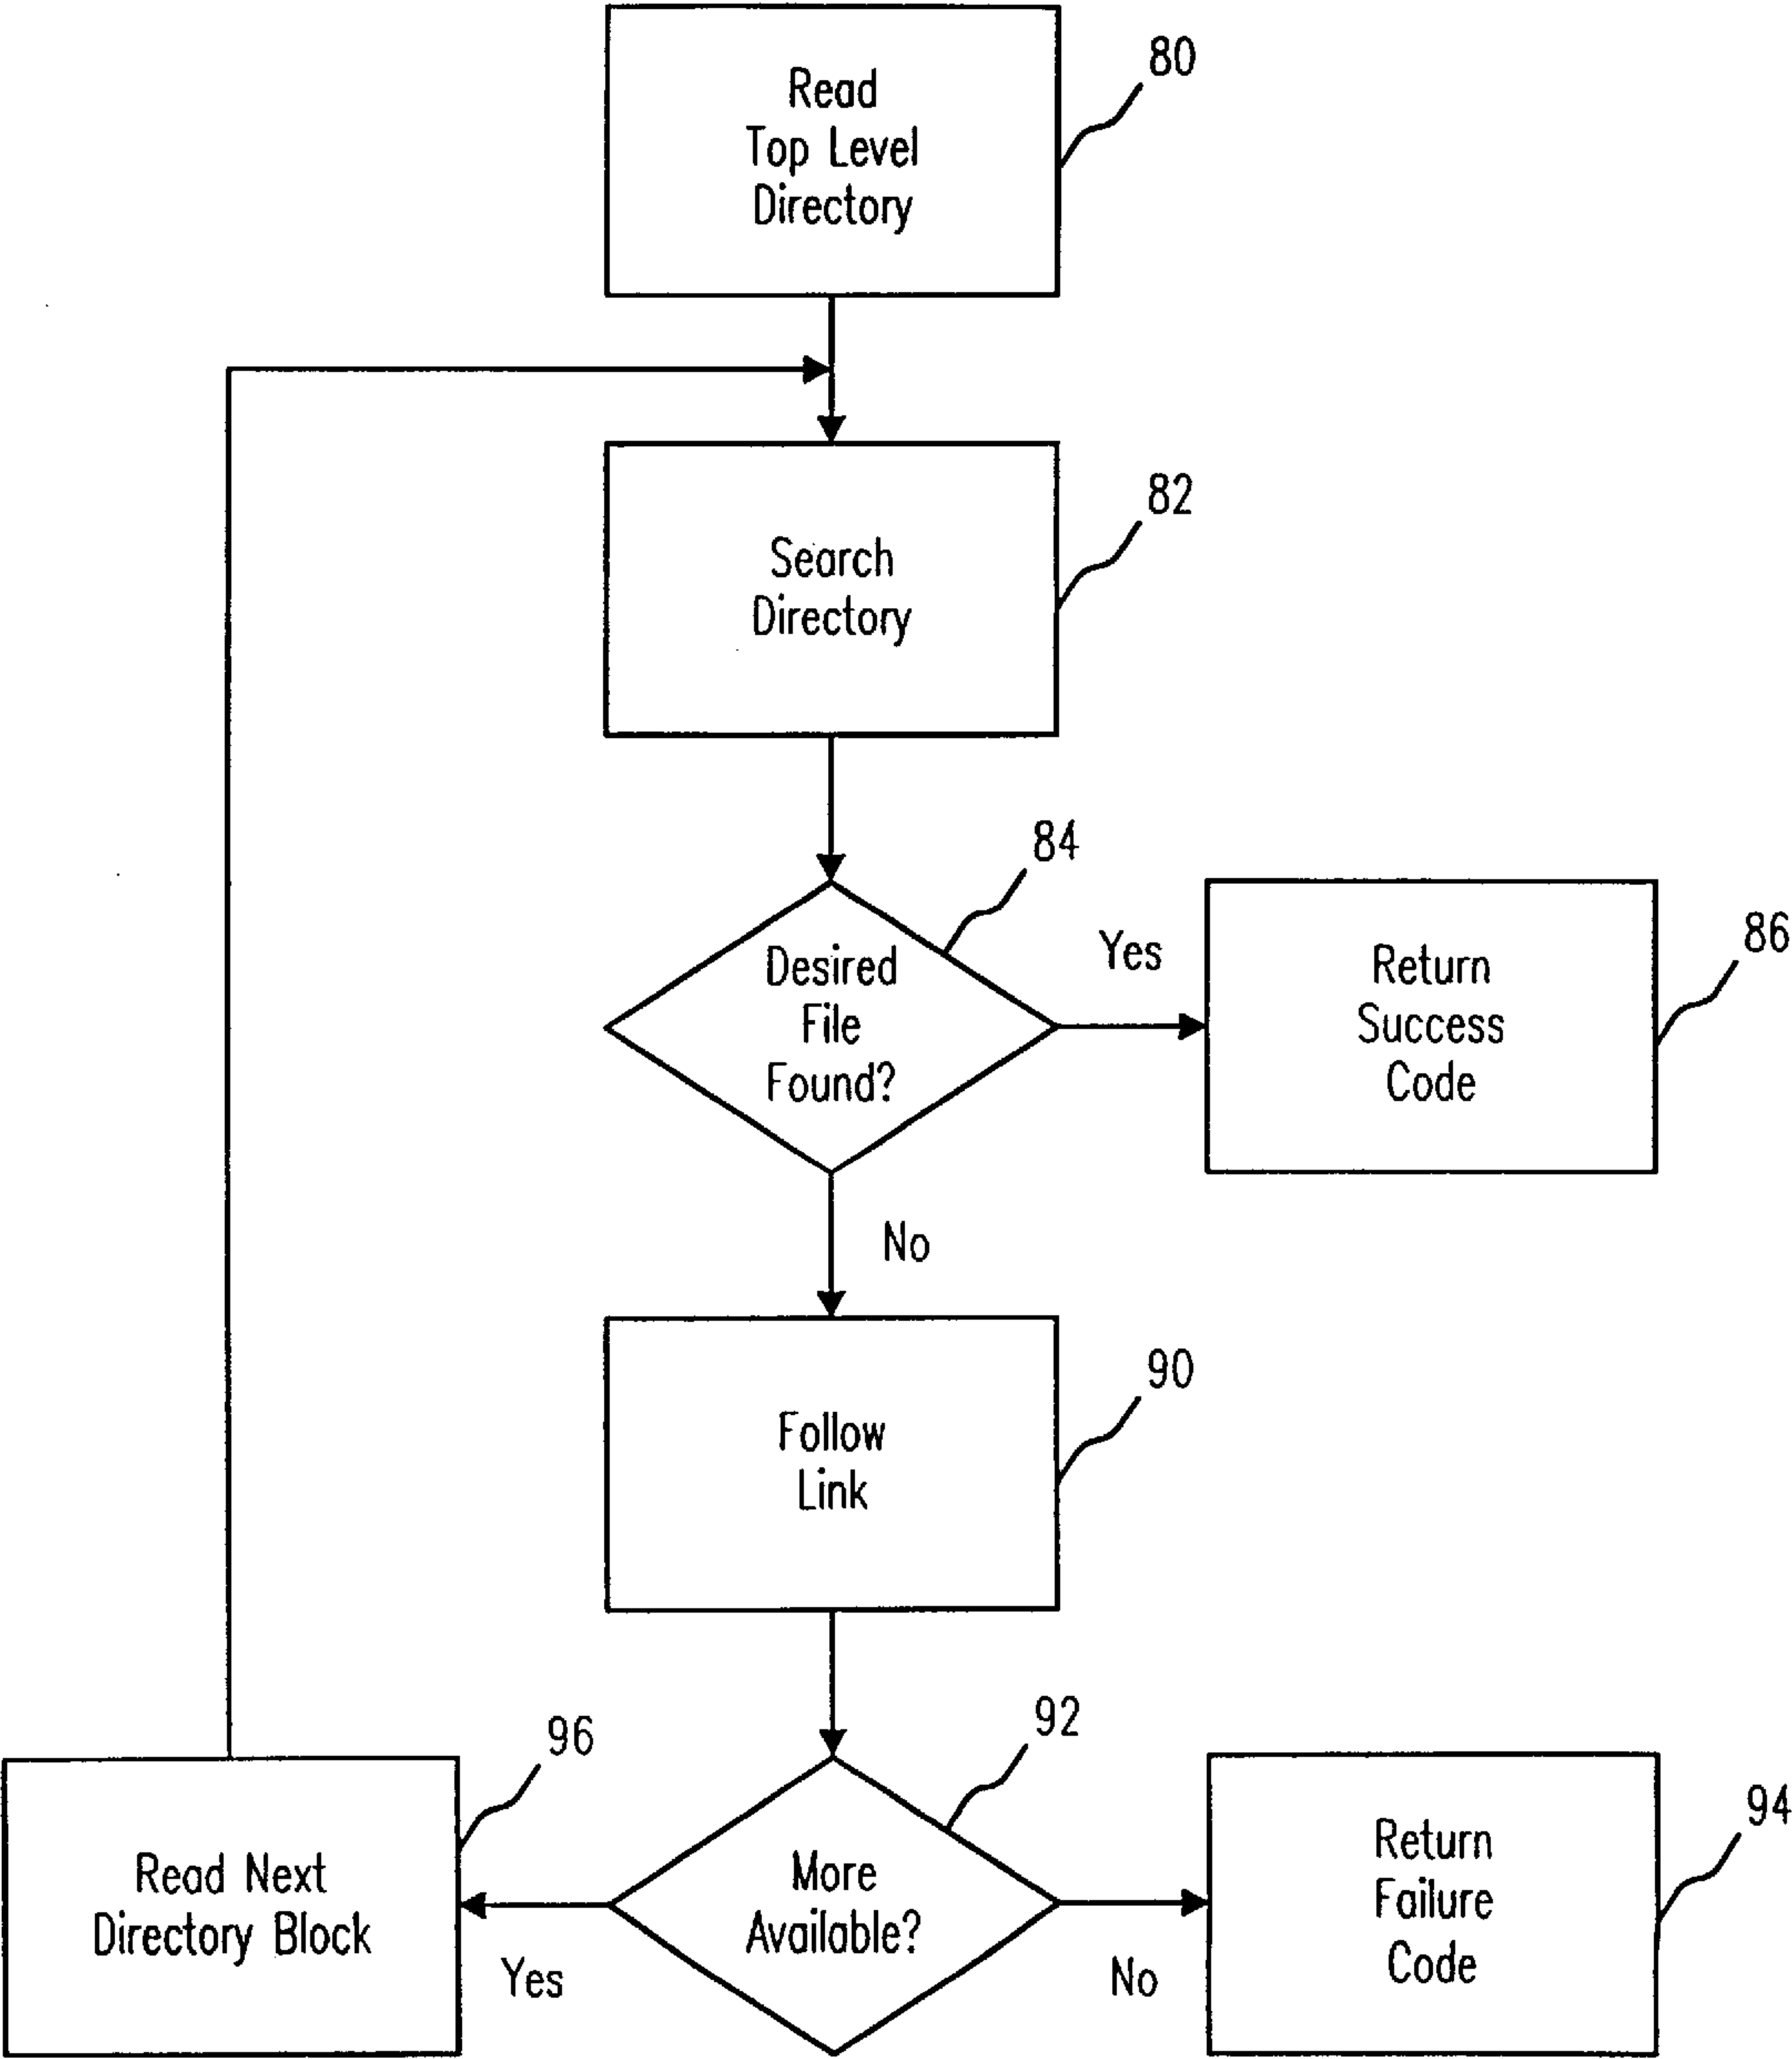 80
Read
Top Level
Directory
82
Search
Directory
84
Desired
File
Found?
Yes
86
Return
Success
Code
No
90
Follow
Link
92
More
Available?
96
Read Next
Directory Block
Yes
No
94
Return
Failure
Code